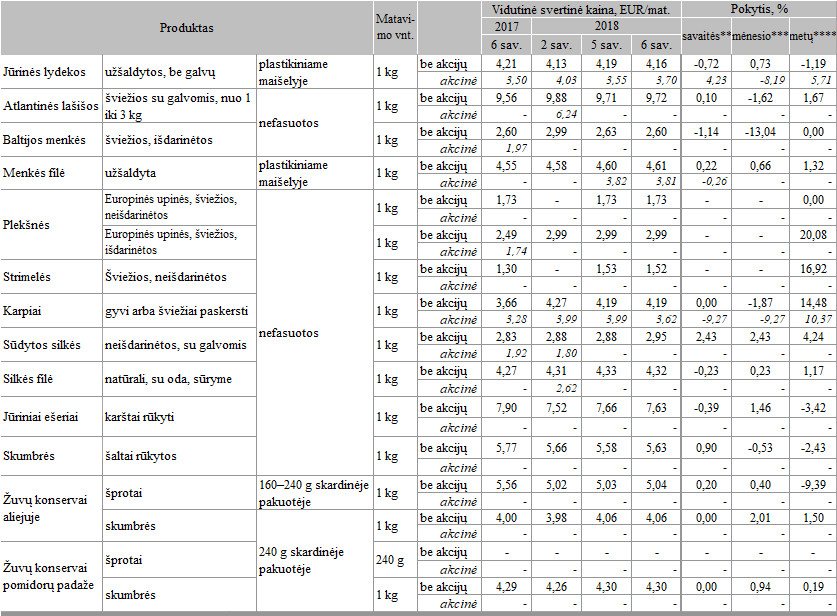 Produktas Matavi- Vidutinė svertinė kaina, EUR/mat. Pokytis, %
mo vnt. 2017 2018 savaitės** mėnesio*** metų****
6 sav. 2 sav. 5 sav. 6 sav.
Jūrinės lydekos užšaldytos, be galvų plastikiniame maišelyje 1 kg be akcijų 4,21 4,13 4,19 4,16 -0,72 0,73 -1,19
akcinė 3,50 4,03 3,55 3,70 4,23 -8,19 5,71
Atlantinės lašišos šviežios su galvomis, nuo 1 iki 3 kg nefasuotos 1 kg be akcijų 9,56 9,88 9,71 9,72 0,10 -1,62 1,67
akcinė - 6,24 - - - - -
Baltijos menkės šviežios, išdarinėtos 1 kg be akcijų 2,60 2,99 2,63 2,60 -1,14 -13,04 0,00
akcinė 1,97 - - - - - -
Menkės filė užšaldyta plastikiniame maišelyje 1 kg be akcijų 4,55 4,58 4,60 4,61 0,22 0,66 1,32
akcinė - - 3,82 3,81 -0,26 - -
Plekšnės Europinės upinės, šviežios, neišdarinėtos nefasuotos 1 kg be akcijų 1,73 - 1,73 1,73 - - 0,00
akcinė - - - - - - -
Europinės upinės, šviežios, išdarinėtos 1 kg be akcijų 2,49 2,99 2,99 2,99 - - 20,08
akcinė 1,74 - - - - - -
Strimelės Šviežios, neišdarinėtos 1 kg be akcijų 1,30 - 1,53 1,52 - - 16,92
akcinė - - - - - - -
Karpiai gyvi arba šviežiai paskersti 1 kg be akcijų 3,66 4,27 4,19 4,19 0,00 -1,87 14,48
akcinė 3,28 3,99 3,99 3,62 -9,27 -9,27 10,37
Sūdytos silkės neišdarinėtos, su galvomis 1 kg be akcijų 2,83 2,88 2,88 2,95 2,43 2,43 4,24
akcinė 1,92 1,80 - - - - -
Silkės filė natūrali, su oda, sūryme 1 kg be akcijų 4,27 4,31 4,33 4,32 -0,23 0,23 1,17
akcinė - 2,62 - - - - -
Jūriniai ešeriai karštai rūkyti 1 kg be akcijų 7,90 7,52 7,66 7,63 -0,39 1,46 -3,42
akcinė - - - - - - -
Skumbrės šaltai rūkytos 1 kg be akcijų 5,77 5,66 5,58 5,63 0,90 -0,53 -2,43
akcinė - - - - - - -
Žuvų konservai aliejuje šprotai 160–240 g skardinėje pakuotėje 1 kg be akcijų 5,56 5,02 5,03 5,04 0,20 0,40 -9,39
akcinė - - - - - - -
skumbrės 240 g skardinėje pakuotėje 1 kg be akcijų 4,00 3,98 4,06 4,06 0,00 2,01 1,50
akcinė - - - - - - -
Žuvų konservai pomidorų padaže šprotai 240 g be akcijų - - - - - - -
akcinė - - - - - - -
skumbrės 1 kg be akcijų 4,29 4,26 4,30 4,30 0,00 0,94 0,19
akcinė - - - - - - -